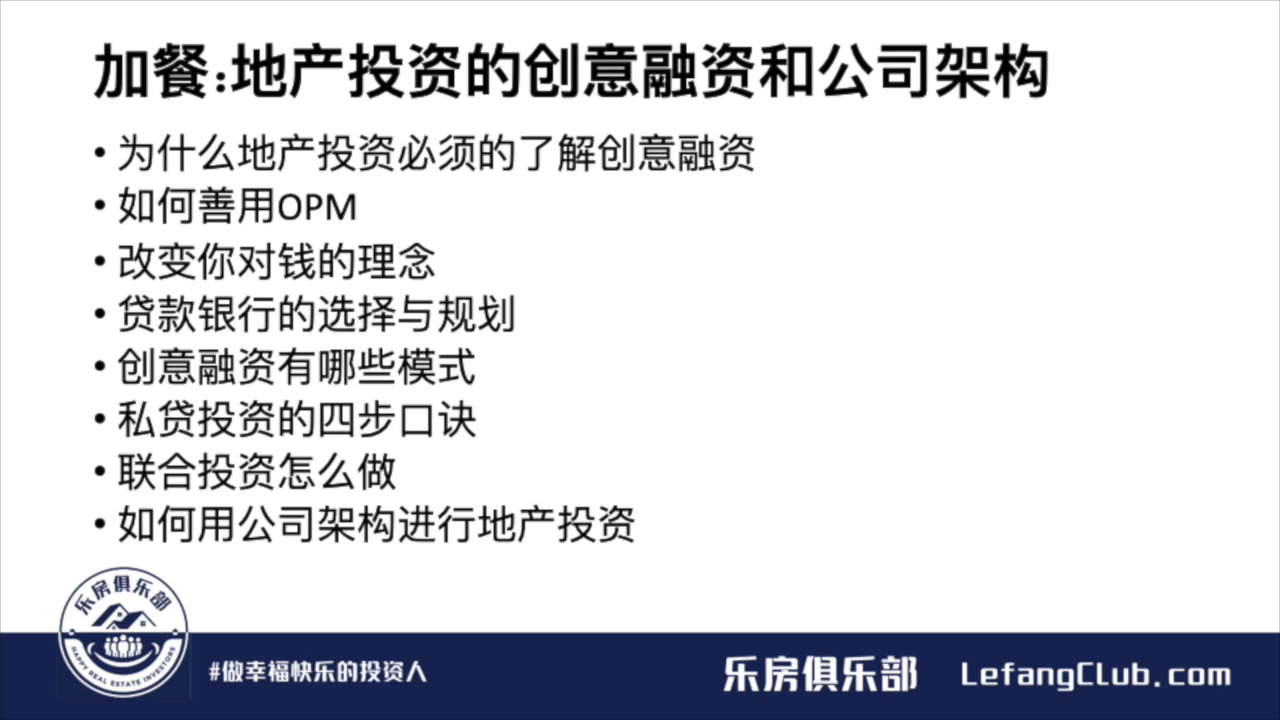 加餐:地产投资的创意融资和公司架构
• 为什么地产投资必须的了解创意融资
• 如何善用OPM
• 改变你对钱的理念
• 贷款银行的选择与规划
• 创意融资有哪些模式
• 私贷投资的四步口诀
• 联合投资怎么做
• 如何用公司架构进行地产投资
乐房俱乐部
HAPPY REAL ESTATE INVESTORS
#做幸福快乐的投资人
乐房俱乐部
LefangClub.com